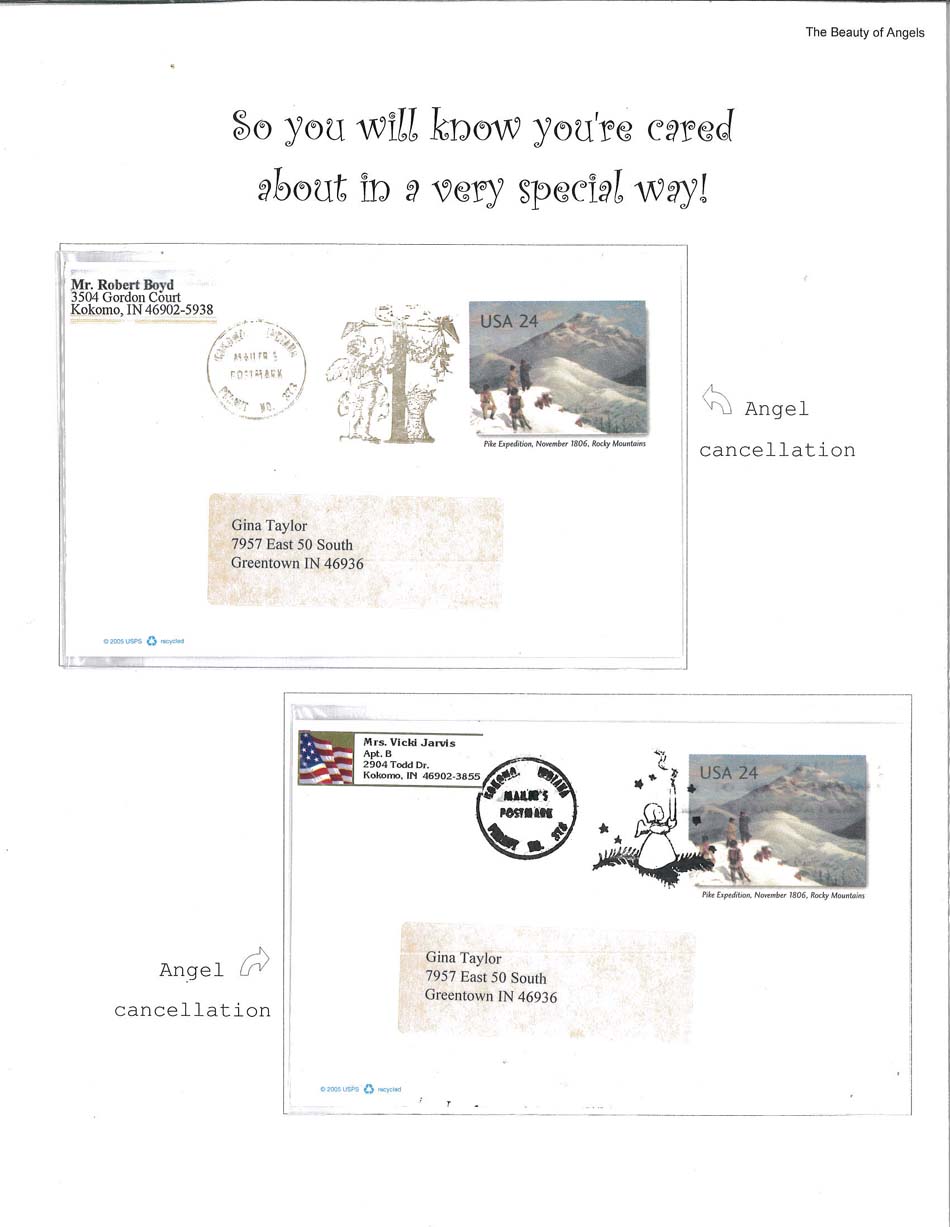 The Beauty of Angels
So you will know you're cared
about in a very special way!
Mr. Robert Boyd
3504 Gordon Court
Kokomo, IN 46902-5938
KOKOMO INDIANA
MAILER'S
POSTMARK
PERMIT NO. 373
USA 24
Pike Expedition, November 1806, Rocky Mountains
Angel
cancellation
Gina Taylor
7957 East 50 South
Greentown IN 46936
© 2005 USPS recycled
Mrs. Vicki Jarvis
Apt. B
2904 Todd Dr.
Kokomo, IN 46902-3855
KOKOMO, INDIANA
MAILER'S
POSTMARK
PERMIT NO. 373
USA 24
Pike Expedition, November 1806, Rocky Mountains
Angel
cancellation
Gina Taylor
7957 East 50 South
Greentown IN 46936
© 2005 USPS recycled